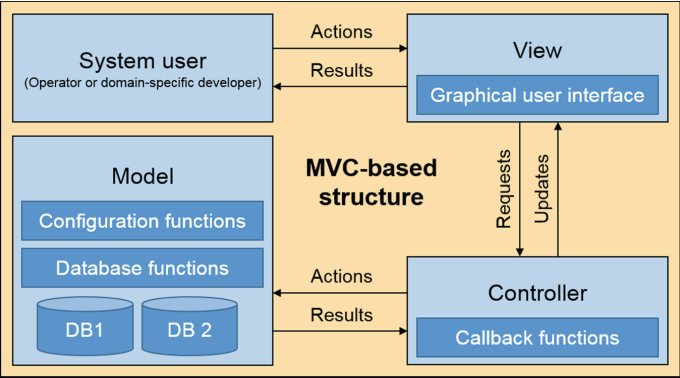 System user
(Operator or domain-specific developer)
Actions
Results
View
Graphical user interface
Model
Configuration functions
Database functions
DB1
DB 2
MVC-based
structure
Requests
Updates
Actions
Results
Controller
Callback functions